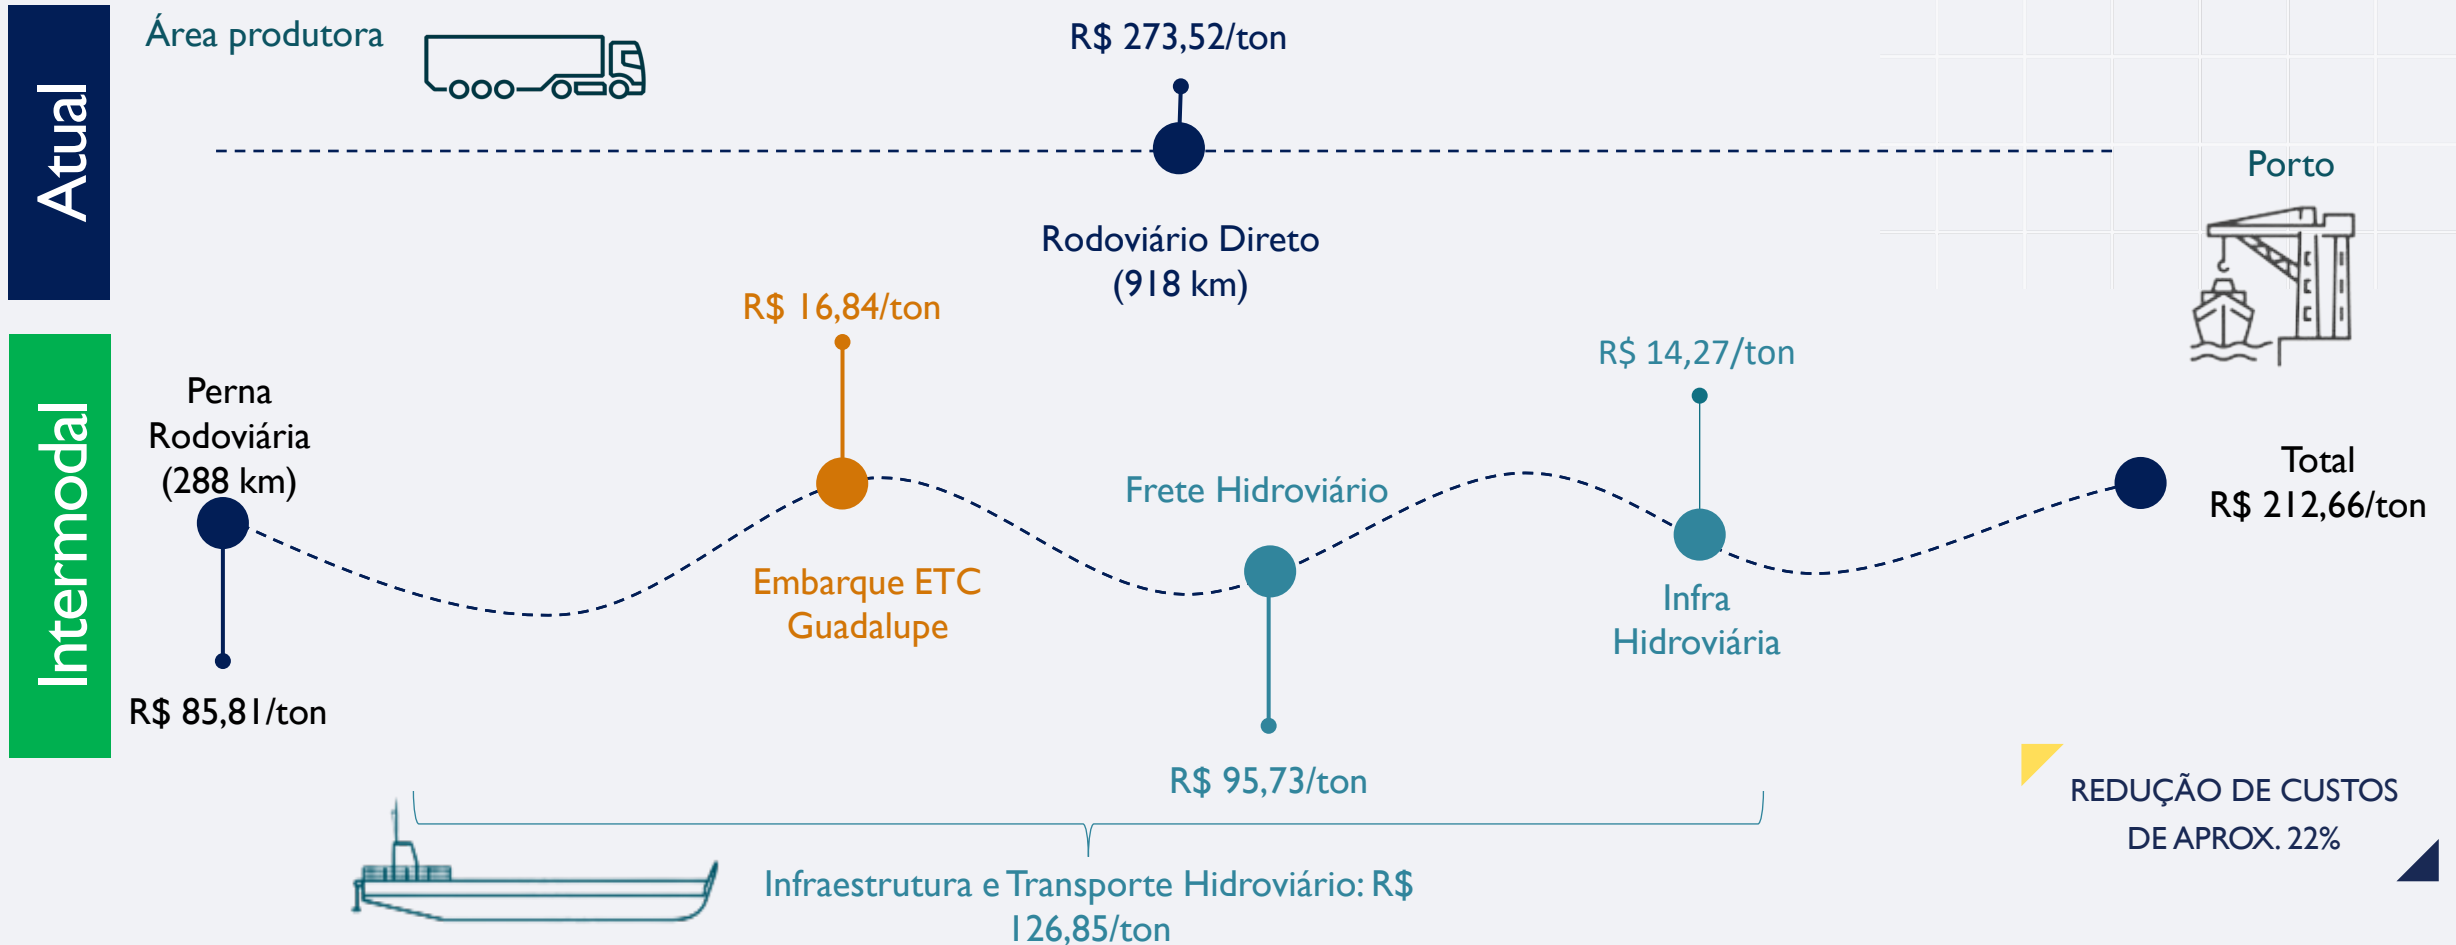 Atual
Área produtora
R$ 273,52/ton
Rodoviário Direto
(918 km)
Porto
Intermodal
Perna
Rodoviária
(288 km)
R$ 85,81/ton
R$ 16,84/ton
Embarque ETC
Guadalupe
Frete Hidroviário
R$ 95,73/ton
R$ 14,27/ton
Infra
Hidroviária
Total
R$ 212,66/ton
Infraestrutura e Transporte Hidroviário: R$
126,85/ton
REDUÇÃO DE CUSTOS
DE APROX. 22%